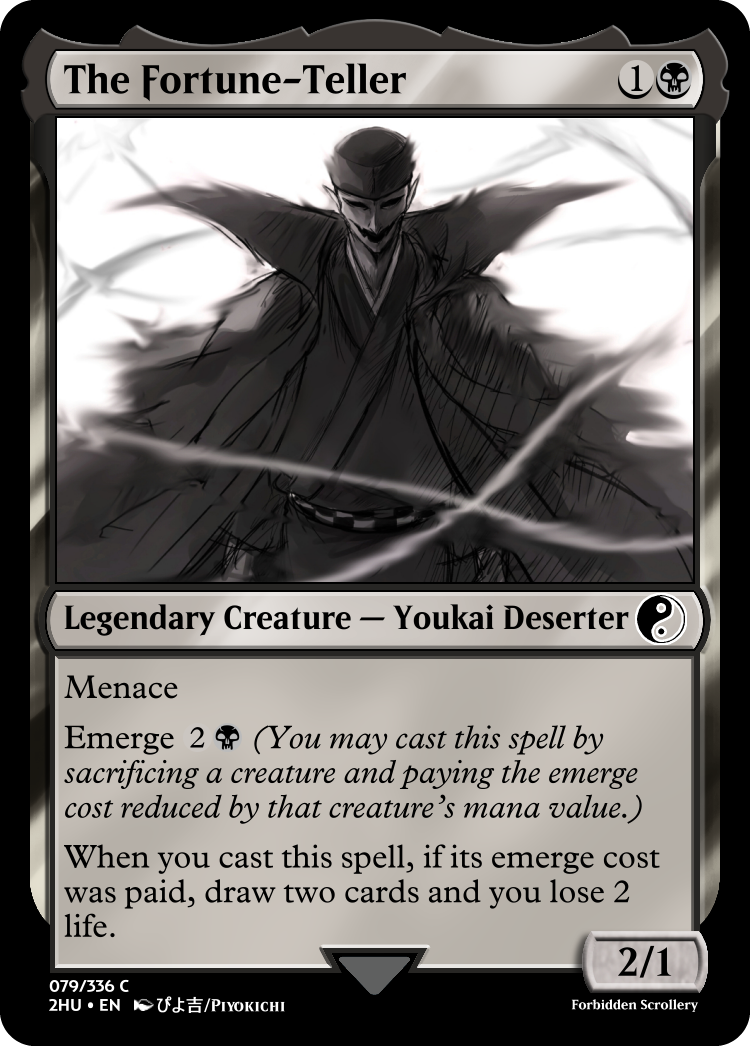 The Fortune-Teller 1
Legendary Creature — Youkai Deserter
Menace
Emerge 2 (You may cast this spell by
sacrificing a creature and paying the emerge
cost reduced by that creature's mana value.)
When you cast this spell, if its emerge cost
was paid, draw two cards and you lose 2
life.
2/1
079/336 C
2HU • EN ぴよ吉/Piyokichi
Forbidden Scrollery